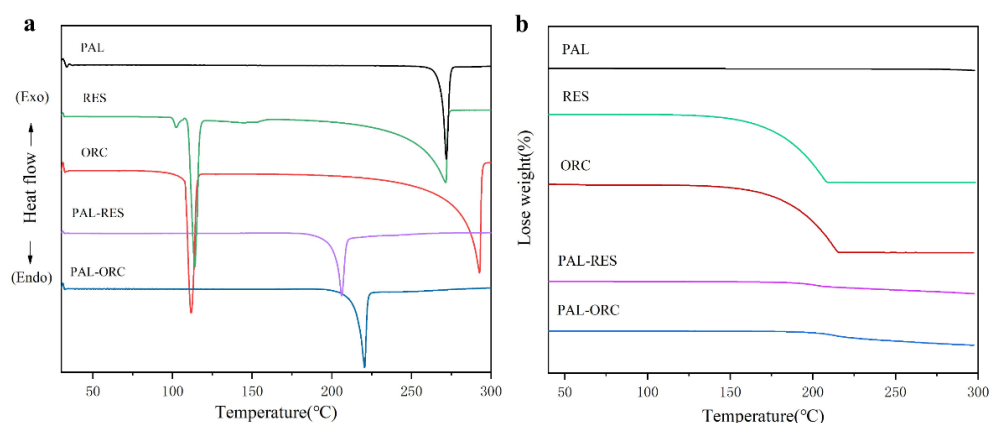 a
PAL
RES
ORC
PAL-RES
PAL-ORC
(Exo)
Heat flow
(Endo)
50 100 150 200 250 300
Temperature(℃)
b
PAL
RES
ORC
PAL-RES
PAL-ORC
Lose weight(%)
50 100 150 200 250 300
Temperature(℃)